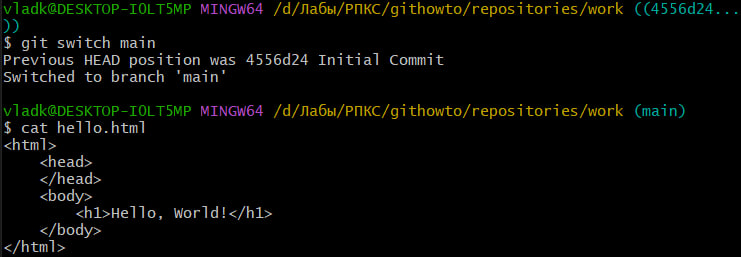 vladk@DESKTOP-IOLT5MP MINGW64 /d/Лабы/РПКС/githowto/repositories/work ((4556d24...
))
$ git switch main
Previous HEAD position was 4556d24 Initial Commit
Switched to branch 'main'
vladk@DESKTOP-IOLT5MP MINGW64 /d/Лабы/РПКС/githowto/repositories/work (main)
$ cat hello.html
<html>
    <head>
    </head>
    <body>
        <h1>Hello, World!</h1>
    </body>
</html>